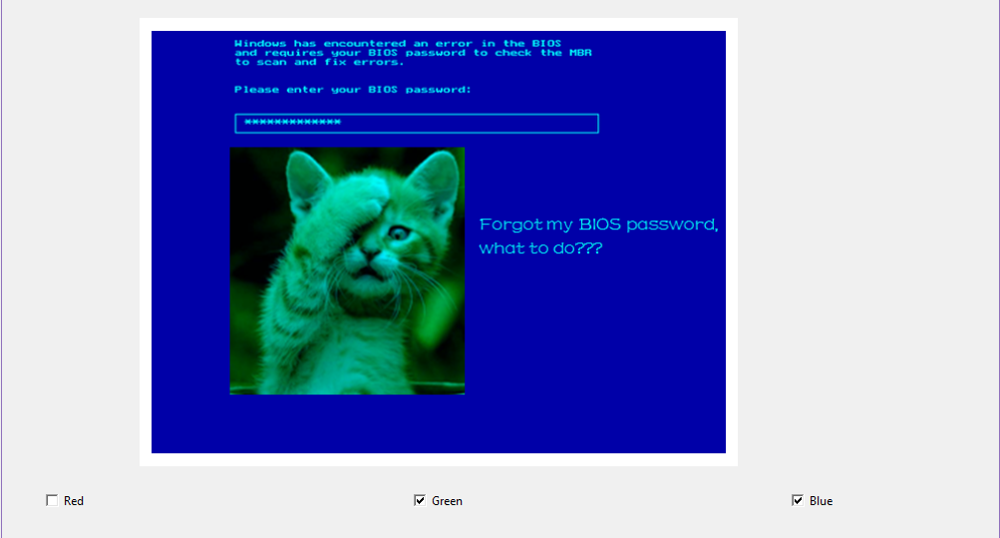 Windows has encountered an error in the BIOS
and requires your BIOS password to check the MBR
to scan and fix errors.
Please enter your BIOS password:
*************
Forgot my BIOS password,
what to do???
Red
Green
Blue